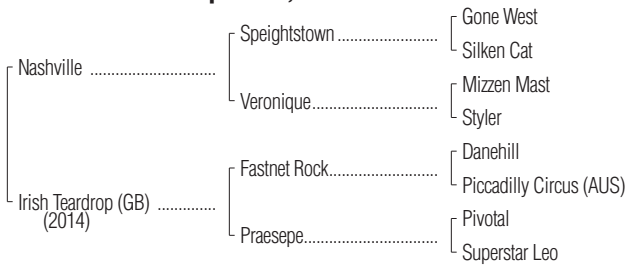 Gone West
Speightstown
Silken Cat
Nashville
Mizzen Mast
Veronique
Styler
Danehill
Fastnet Rock
Piccadilly Circus (AUS)
Irish Teardrop (GB)
(2014)
Pivotal
Praesepe
Superstar Leo